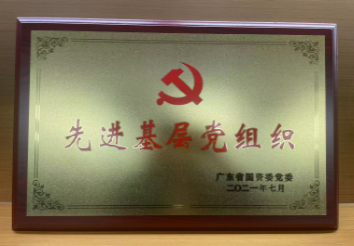 先进基层党组织
广东省国资委党委
二〇二一年七月